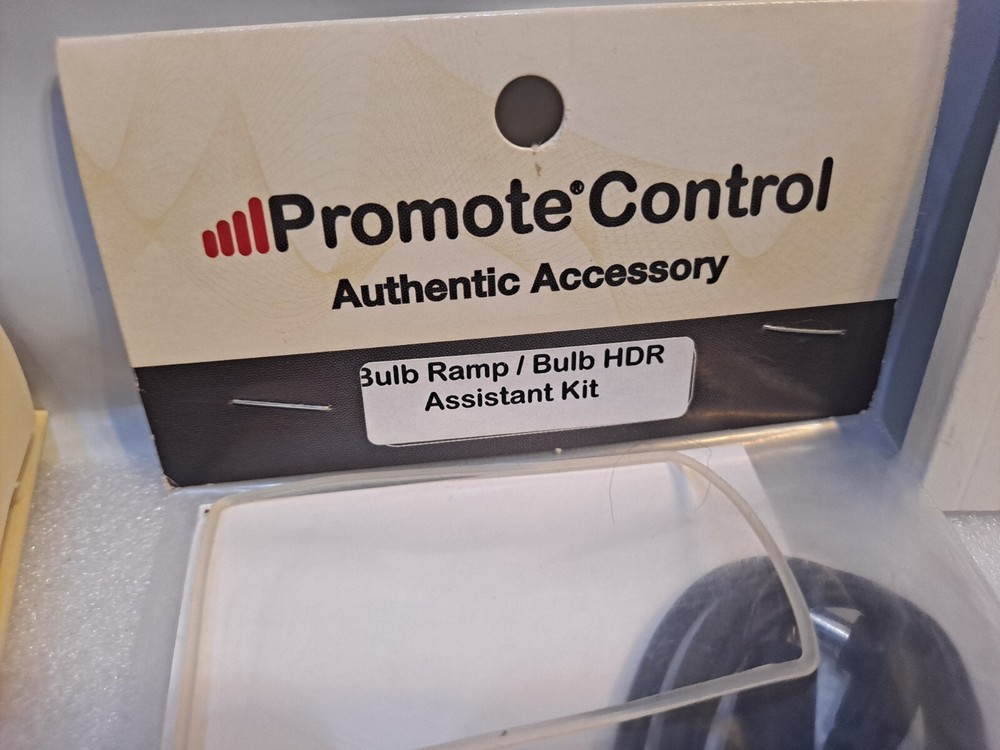 Promote® Control
Authentic Accessory
Bulb Ramp / Bulb HDR
Assistant Kit